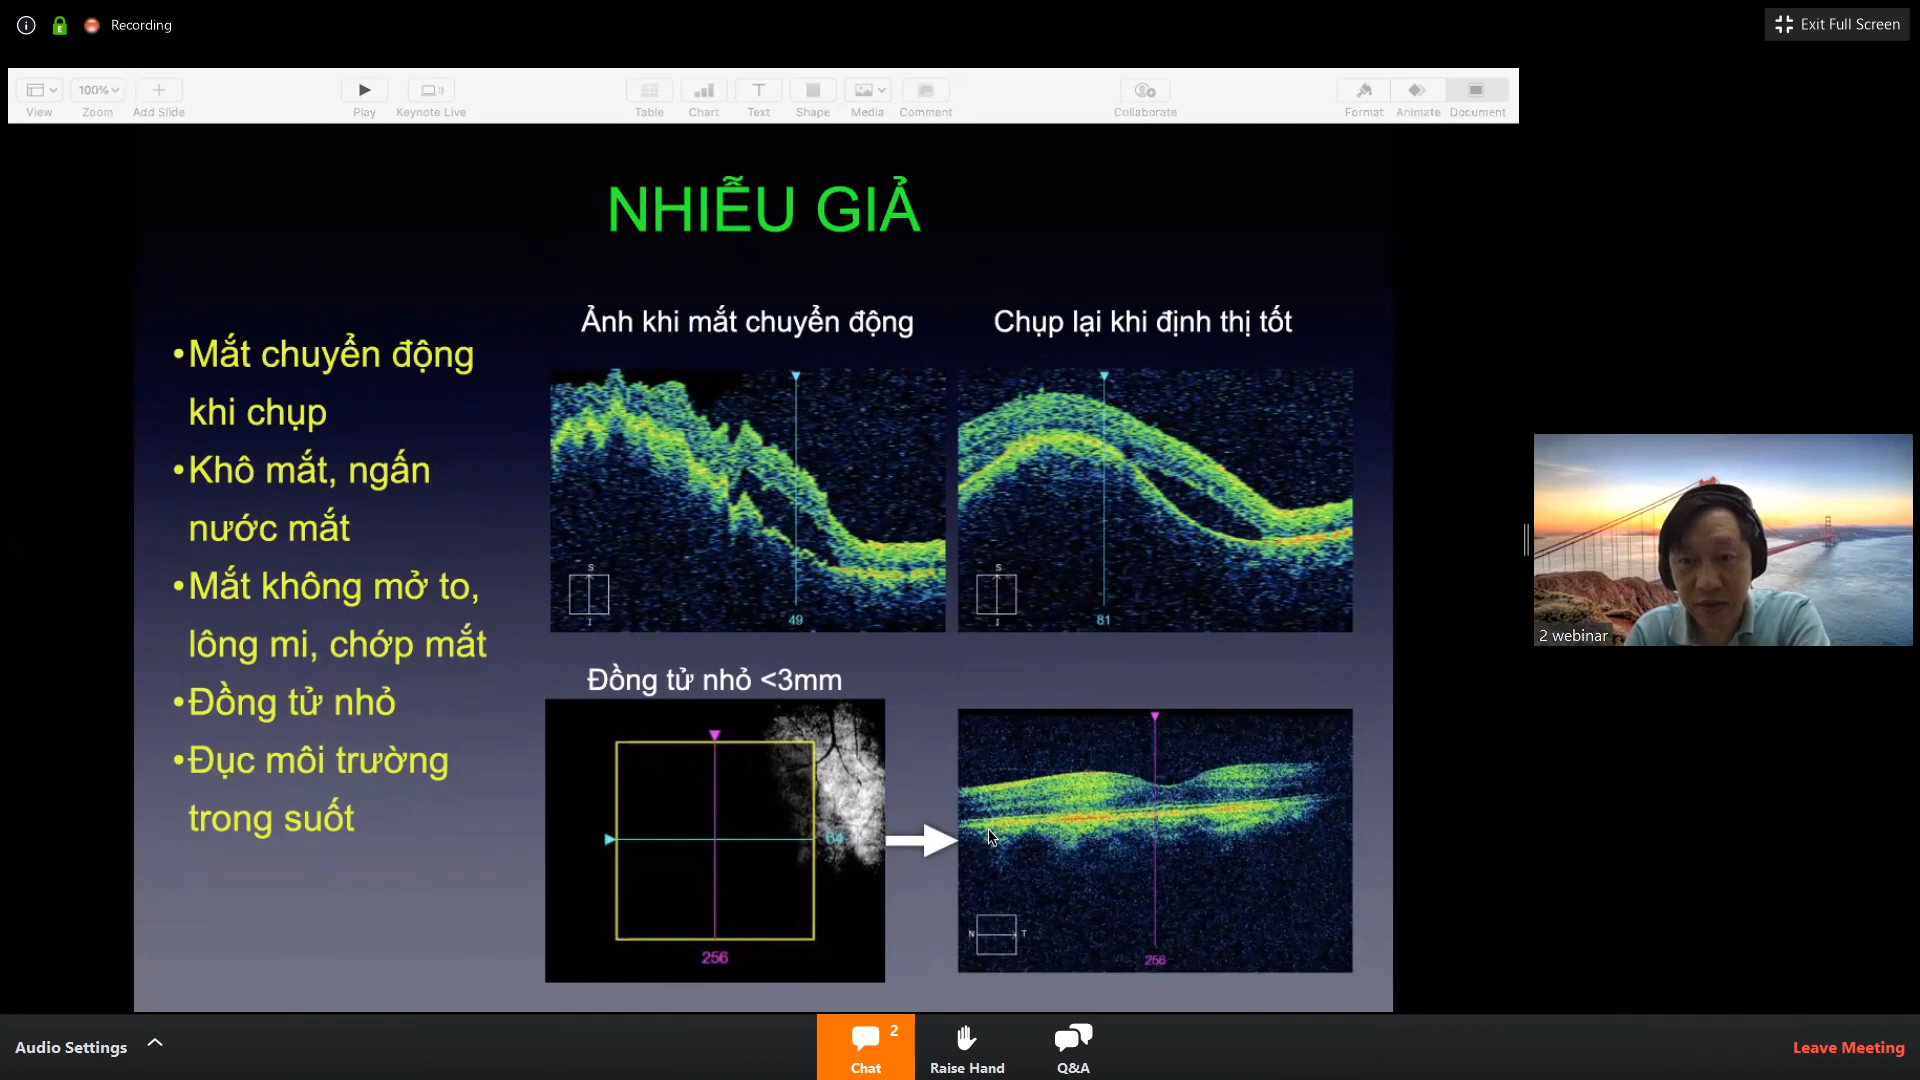 Recording
Exit Full Screen
100%
View
Zoom
Add Slide
Play
Keynote Live
Table
Chart
Text
Shape
Media
Comment
Collaborate
Format
Animate
Document
NHIỄU GIẢ
•Mắt chuyển động
khi chụp
•Khô mắt, ngấn
nước mắt
•Mắt không mở to,
lông mi, chớp mắt
•Đồng tử nhỏ
•Đục môi trường
trong suốt
Ảnh khi mắt chuyển động
Chụp lại khi định thị tốt
S
I
49
S
I
81
Đồng tử nhỏ <3mm
64
256
N
T
256
2 webinar
Audio Settings
2
Chat
Raise Hand
Q&A
Leave Meeting